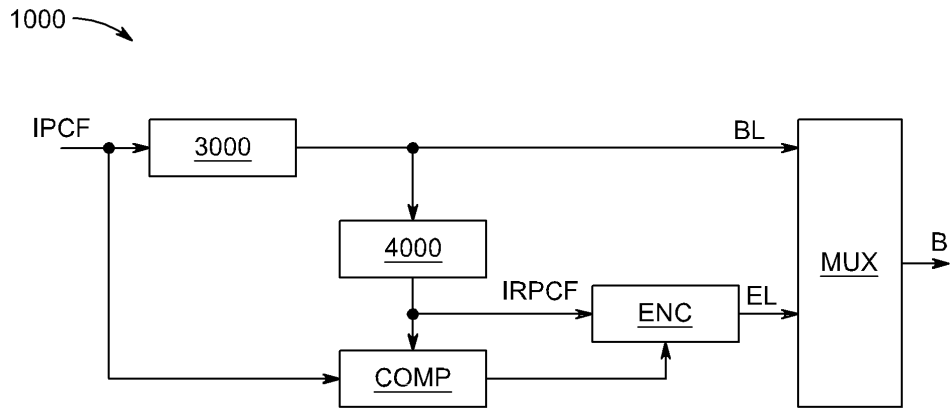 1000
IPCF
3000
BL
4000
MUX
B
IRPCF
ENC
EL
COMP